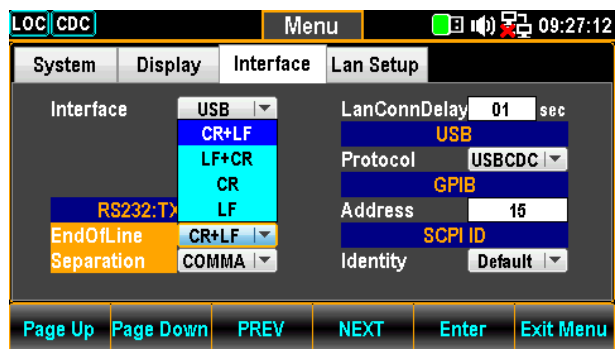 LOC CDC Menu 09:27:12
System Display Interface Lan Setup
Interface USB
CR+LF
LF+CR
CR
LF
RS232:TX
EndOfLine CR+LF
Separation COMMA
LanConnDelay 01 sec
USB
Protocol USBCDC
GPIB
Address 15
SCPI ID
Identity Default
Page Up Page Down PREV NEXT Enter Exit Menu